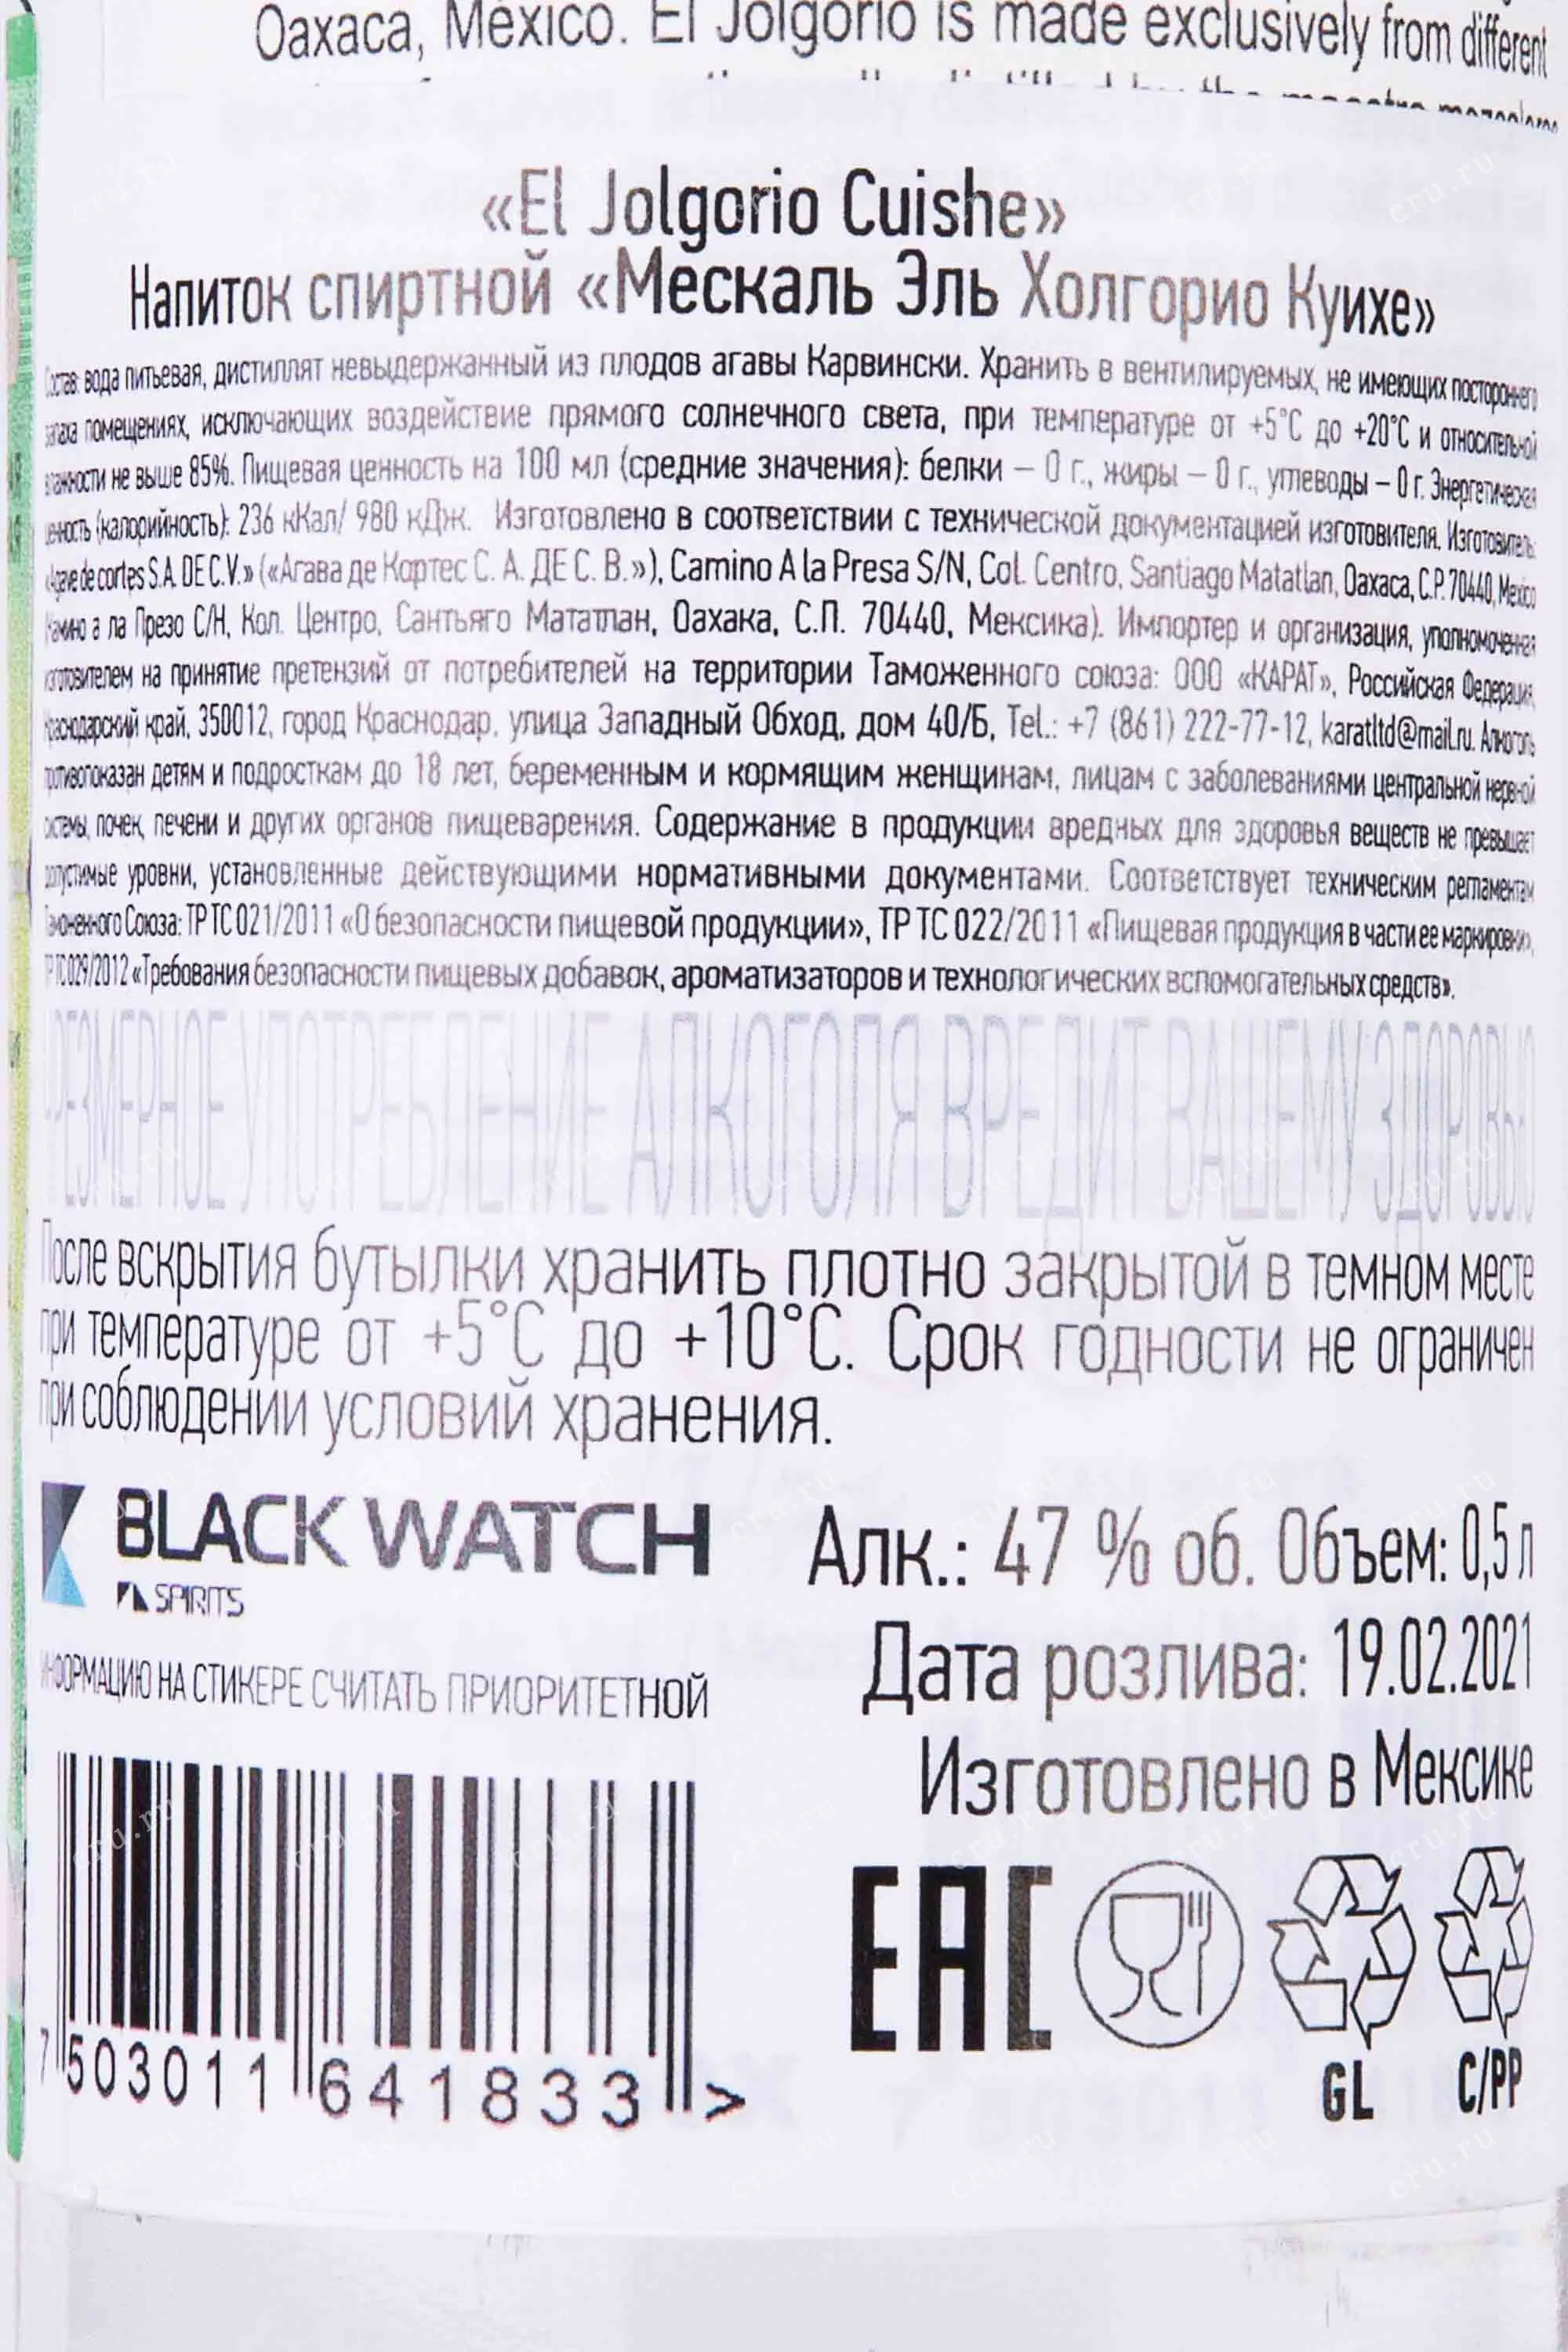 Oaxaca, México. El Jolgorio is made exclusively from different
«El Jolgorio Cuishe»
Напиток спиртной «Мескаль Эль Холгорио Куихе»
Состав: вода питьевая, дистиллят невыдержанный из плодов агавы Карвински. Хранить в вентилируемых, не имеющих постороннего
запаха помещениях, исключающих воздействие прямого солнечного света, при температуре от +5°С до +20°С и относительной
влажности не выше 85%. Пищевая ценность на 100 мл (средние значения): белки – 0 г., жиры – 0 г., углеводы – 0 г. Энергетическая
ценность (калорийность): 236 кКал/ 980 кДж. Изготовлено в соответствии с технической документацией изготовителя. Изготовитель:
«Agave de cortes S.A. DE C.V.» («Агава де Кортес С. А. ДЕ С. В.»), Camino A la Presa S/N, Col. Centro, Santiago Matatlan, Oaxaca, C.P. 70440, Mexico
(Камино а ла Презо С/Н, Кол. Центро, Сантьяго Мататлан, Оахака, С.П. 70440, Мексика). Импортер и организация, уполномоченная
изготовителем на принятие претензий от потребителей на территории Таможенного союза: ООО «КАРАТ», Российская Федерация,
Краснодарский край, 350012, город Краснодар, улица Западный Обход, дом 40/Б, Tel.: +7 (861) 222-77-12, karatltd@mail.ru. Алкоголь
противопоказан детям и подросткам до 18 лет, беременным и кормящим женщинам, лицам с заболеваниями центральной нервной
системы, почек, печени и других органов пищеварения. Содержание в продукции вредных для здоровья веществ не превышает
допустимые уровни, установленные действующими нормативными документами. Соответствует техническим регламентам
Таможенного Союза: ТР ТС 021/2011 «О безопасности пищевой продукции», ТР ТС 022/2011 «Пищевая продукция в части ее маркировки»,
ТР ТС 029/2012 «Требования безопасности пищевых добавок, ароматизаторов и технологических вспомогательных средств».
ЧРЕЗМЕРНОЕ УПОТРЕБЛЕНИЕ АЛКОГОЛЯ ВРЕДИТ ВАШЕМУ ЗДОРОВЬЮ
После вскрытия бутылки хранить плотно закрытой в темном месте
при температуре от +5°С до +10°С. Срок годности не ограничен
при соблюдении условий хранения.
BLACK WATCH
SPIRITS
Алк.: 47 % об. Объем: 0,5 л
Дата розлива: 19.02.2021
ИНФОРМАЦИЮ НА СТИКЕРЕ СЧИТАТЬ ПРИОРИТЕТНОЙ
Изготовлено в Мексике
EAC
GL
C/PP
7 503011 641833 >
cru.ru